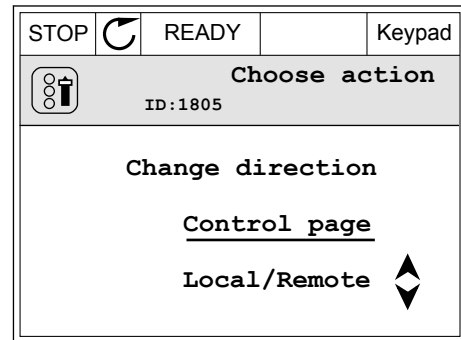 STOP READY Keypad
Choose action
ID:1805
Change direction
Control page
Local/Remote